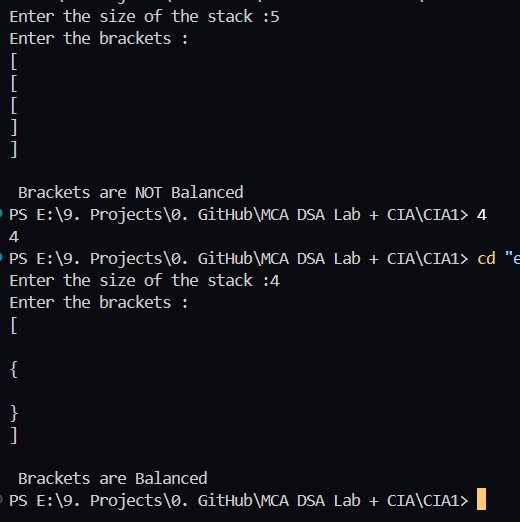 Enter the size of the stack :5
Enter the brackets :
[
[
[
]
]
Brackets are NOT Balanced
PS E:\9. Projects\0. GitHub\MCA DSA Lab + CIA\CIA1> 4
4
PS E:\9. Projects\0. GitHub\MCA DSA Lab + CIA\CIA1> cd "e
Enter the size of the stack :4
Enter the brackets :
[
{
}
]
Brackets are Balanced
PS E:\9. Projects\0. GitHub\MCA DSA Lab + CIA\CIA1>